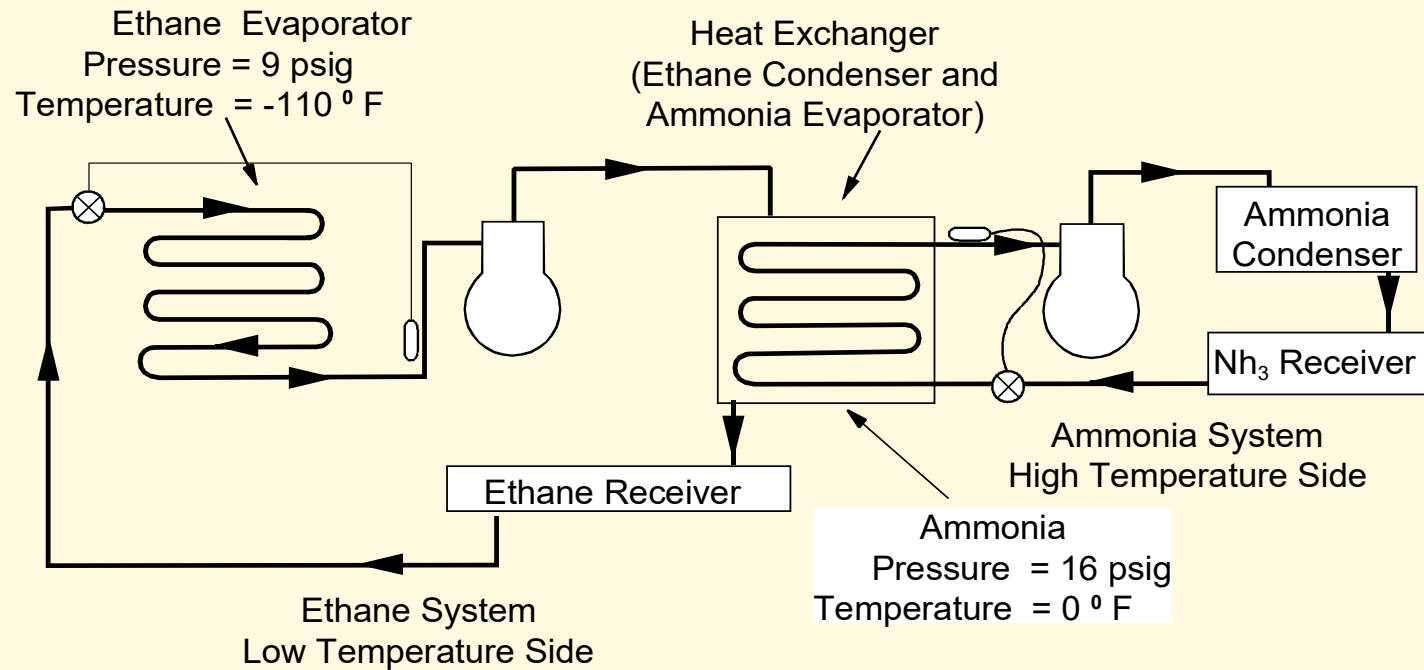 Ethane Evaporator
Pressure = 9 psig
Temperature = -110 ⁰ F
Heat Exchanger
(Ethane Condenser and
Ammonia Evaporator)
Ammonia
Condenser
Nh₃ Receiver
Ammonia System
High Temperature Side
Ethane Receiver
Ammonia
Pressure = 16 psig
Temperature = 0 ⁰ F
Ethane System
Low Temperature Side